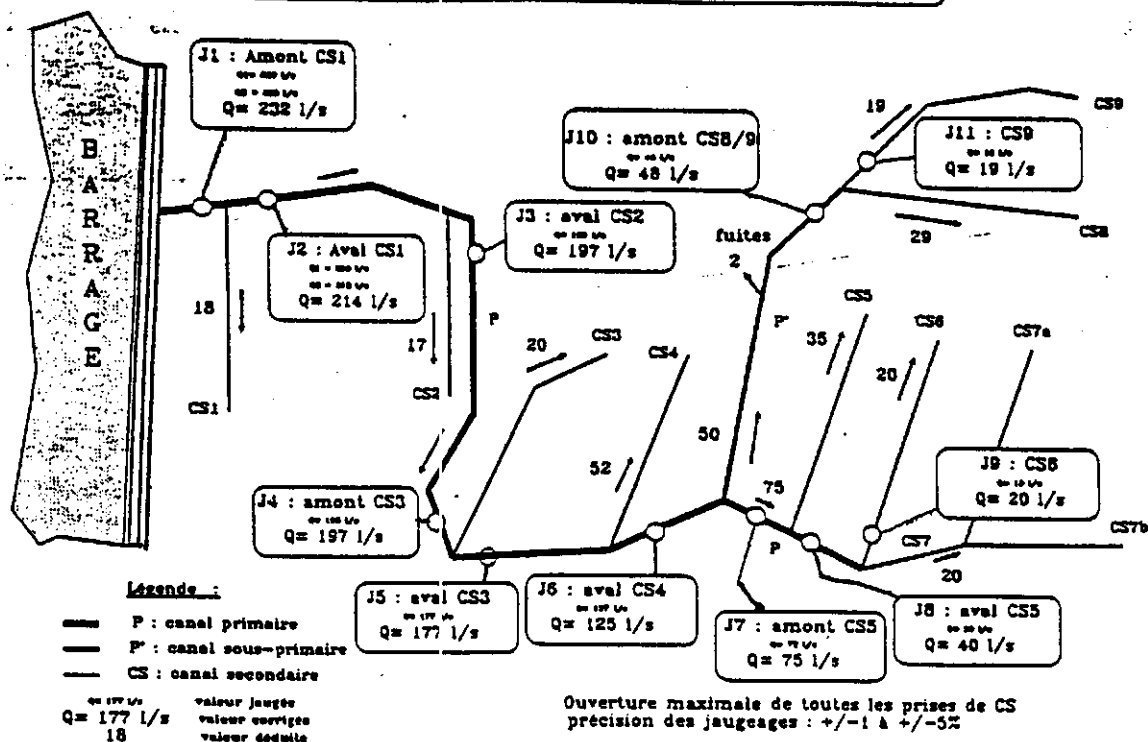 BARRAGE
J1 : Amont CS1
Q= 232 l/s
J2 : Aval CS1
Q= 214 l/s
J3 : aval CS2
Q= 197 l/s
J10 : amont CS8/9
Q= 48 l/s
J11 : CS9
Q= 19 l/s
19
CS9
CS8
29
fuites
2
18
CS1
17
CS2
P
20
CS3
CS4
52
P'
50
35
CS5
20
CS6
CS7a
75
P
J4 : amont CS3
Q= 197 l/s
J5 : aval CS3
Q= 177 l/s
J6 : aval CS4
Q= 125 l/s
J7 : amont CS5
Q= 75 l/s
J8 : aval CS5
Q= 40 l/s
J9 : CS6
Q= 20 l/s
CS7
CS7b
20
Légende :
P : canal primaire
P' : canal sous-primaire
CS : canal secondaire
Q= 177 l/s valeur jaugée
Q= 177 l/s valeur corrigée
18 valeur déduite
Ouverture maximale de toutes les prises de CS
précision des jaugeages : +/-1 à +/-5%